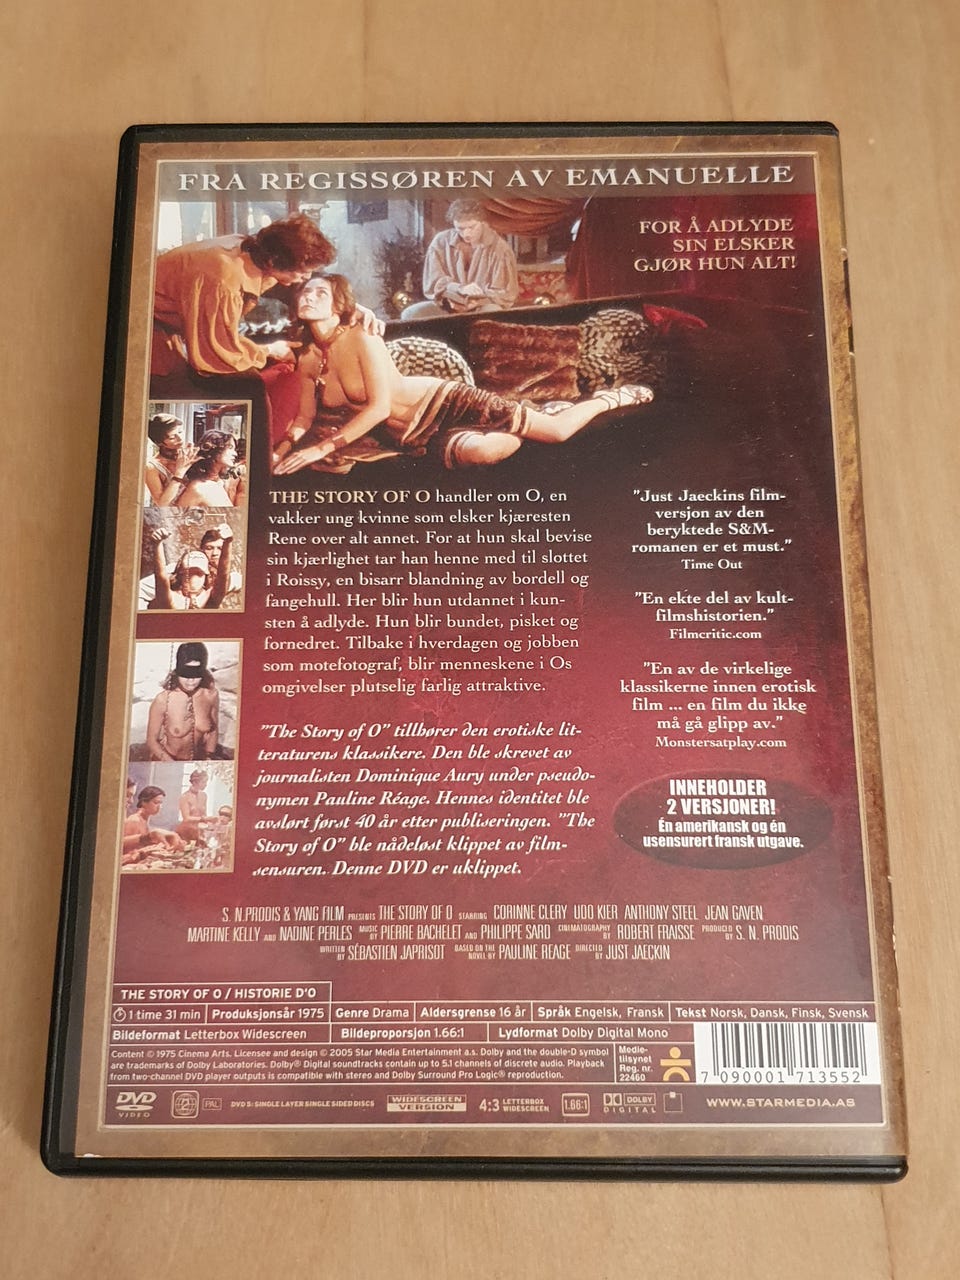 FRA REGISSØREN AV EMANUELLE
FOR Å ADLYDE
SIN ELSKER
GJØR HUN ALT!
THE STORY OF O handler om O, en
vakker ung kvinne som elsker kjæresten
Rene over alt annet. For at hun skal bevise
sin kjærlighet tar han henne med til slottet
i Roissy, en bisarr blandning av bordell og
fangehull. Her blir hun utdannet i kun-
sten å adlyde. Hun blir bundet, pisket og
fornedret. Tilbake i hverdagen og jobben
som motefotograf, blir menneskene i Os
omgivelser plutselig farlig attraktive.
"The Story of O" tillhører den erotiske lit-
teraturens klassikere. Den ble skrevet av
journalisten Dominique Aury under pseudo-
nymen Pauline Réage. Hennes identitet ble
avslørt først 40 år etter publiseringen. "The
Story of O" ble nådeløst klippet av film-
sensuren. Denne DVD er uklippet.
"Just Jaeckins film-
versjon av den
beryktede S&M-
romanen er et must."
Time Out
"En ekte del av kult-
filmshistorien."
Filmcritic.com
"En av de virkelige
klassikerne innen erotisk
film ... en film du ikke
må gå glipp av."
Monstersatplay.com
INNEHOLDER
2 VERSJONER!
Én amerikansk og én
usensurert fransk utgave.
S. N. PRODIS & YANG FILM PRESENTS THE STORY OF O STARRING CORINNE CLERY UDO KIER ANTHONY STEEL JEAN GAVEN
MARTINE KELLY AND NADINE PERLES MUSIC BY PIERRE BACHELET AND PHILIPPE SARD CINEMATOGRAPHY BY ROBERT FRAISSE PRODUCED BY S. N. PRODIS
WRITTEN BY SÉBASTIEN JAPRISOT BASED ON THE NOVEL BY PAULINE REAGE DIRECTED BY JUST JAECKIN
THE STORY OF O / HISTORIE D'O
1 time 31 min Produksjonsår 1975 Genre Drama Aldersgrense 16 år Språk Engelsk, Fransk Tekst Norsk, Dansk, Finsk, Svensk
Bildeformat Letterbox Widescreen Bildeproporsjon 1.66:1 Lydformat Dolby Digital Mono
Content © 1975 Cinema Arts. Licensee and design © 2005 Star Media Entertainment a.s. Dolby and the double-D symbol
are trademarks of Dolby Laboratories. Dolby® Digital soundtracks contain up to 5.1 channels of discrete audio. Playback
from two-channel DVD player outputs is compatible with stereo and Dolby Surround Pro Logic® reproduction.
Medie-
tilsynet
Reg. nr.
22460
7 090001 713552
DVD VIDEO 2 PAL DVD 5: SINGLE LAYER SINGLE SIDED DISCS WIDESCREEN VERSION 4:3 LETTERBOX WIDESCREEN 1.66:1 DOLBY DIGITAL WWW.STARMEDIA.AS